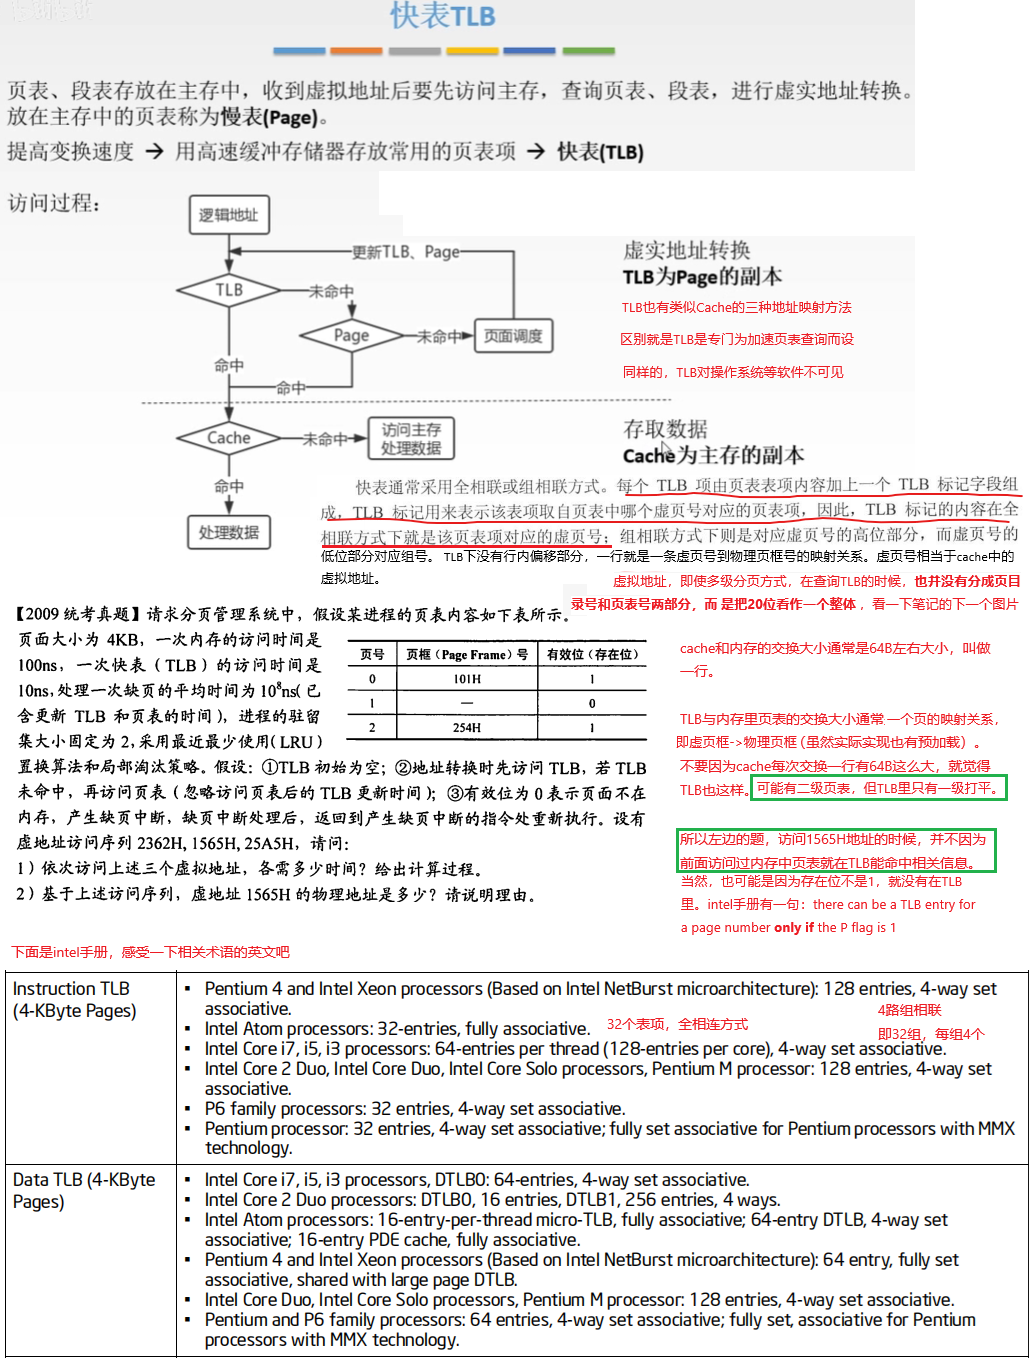 快表TLB
页表、段表存放在主存中，收到虚拟地址后要先访问主存，查询页表、段表，进行虚实地址转换。
放在主存中的页表称为慢表(Page)。
提高变换速度 → 用高速缓冲存储器存放常用的页表项 → 快表(TLB)
访问过程：
逻辑地址
更新TLB、Page
TLB
未命中
Page
未命中
页面调度
命中
命中
Cache
未命中
访问主存
处理数据
命中
处理数据
虚实地址转换
TLB为Page的副本
TLB也有类似Cache的三种地址映射方法
区别就是TLB是专门为加速页表查询而设
同样的，TLB对操作系统等软件不可见
存取数据
Cache为主存的副本
快表通常采用全相联或组相联方式。每个 TLB 项由页表表项内容加上一个 TLB 标记字段组
成，TLB 标记用来表示该表项取自页表中哪个虚页号对应的页表项，因此，TLB 标记的内容在全
相联方式下就是该页表项对应的虚页号；组相联方式下则是对应虚页号的高位部分，而虚页号的
低位部分对应组号。 TLB下没有行内偏移部分，一行就是一条虚页号到物理页框号的映射关系。虚页号相当于cache中的
虚拟地址。
虚拟地址，即使多级分页方式，在查询TLB的时候，也并没有分成页目
录号和页表号两部分，而 是把20位看作一个整体 ，看一下笔记的下一个图片
【2009 统考真题】请求分页管理系统中，假设某进程的页表内容如下表所示。
页面大小为 4KB，一次内存的访问时间是
100ns，一次快表（TLB）的访问时间是
10ns，处理一次缺页的平均时间为 10⁸ns（已
含更新 TLB 和页表的时间），进程的驻留
集大小固定为 2，采用最近最少使用（LRU）
置换算法和局部淘汰策略。假设：①TLB 初始为空；②地址转换时先访问 TLB，若 TLB
未命中，再访问页表（忽略访问页表后的 TLB 更新时间）；③有效位为 0 表示页面不在
内存，产生缺页中断，缺页中断处理后，返回到产生缺页中断的指令处重新执行。设有
虚地址访问序列 2362H, 1565H, 25A5H，请问：
1）依次访问上述三个虚拟地址，各需多少时间？给出计算过程。
2）基于上述访问序列，虚地址 1565H 的物理地址是多少？请说明理由。
页号 页框（Page Frame）号 有效位（存在位）
0 101H 1
1 — 0
2 254H 1
cache和内存的交换大小通常是64B左右大小，叫做
一行。
TLB与内存里页表的交换大小通常 一个页的映射关系，
即虚页框->物理页框 (虽然实际实现也有预加载) 。
不要因为cache每次交换一行有64B这么大，就觉得
TLB也这样。 可能有二级页表，但TLB里只有一级打平。
所以左边的题，访问1565H地址的时候，并不因为
前面访问过内存中页表就在TLB能命中相关信息。
当然，也可能是因为存在位不是1，就没有在TLB
里。intel手册有一句：there can be a TLB entry for
a page number only if the P flag is 1
下面是intel手册，感受一下相关术语的英文吧
Instruction TLB
(4-KByte Pages)
▪ Pentium 4 and Intel Xeon processors (Based on Intel NetBurst microarchitecture): 128 entries, 4-way set
associative.
▪ Intel Atom processors: 32-entries, fully associative.
32个表项，全相连方式
4路组相联
即32组，每组4个
▪ Intel Core i7, i5, i3 processors: 64-entries per thread (128-entries per core), 4-way set associative.
▪ Intel Core 2 Duo, Intel Core Duo, Intel Core Solo processors, Pentium M processor: 128 entries, 4-way set
associative.
▪ P6 family processors: 32 entries, 4-way set associative.
▪ Pentium processor: 32 entries, 4-way set associative; fully set associative for Pentium processors with MMX
technology.
Data TLB (4-KByte
Pages)
▪ Intel Core i7, i5, i3 processors, DTLB0: 64-entries, 4-way set associative.
▪ Intel Core 2 Duo processors: DTLB0, 16 entries, DTLB1, 256 entries, 4 ways.
▪ Intel Atom processors: 16-entry-per-thread micro-TLB, fully associative; 64-entry DTLB, 4-way set
associative; 16-entry PDE cache, fully associative.
▪ Pentium 4 and Intel Xeon processors (Based on Intel NetBurst microarchitecture): 64 entry, fully set
associative, shared with large page DTLB.
▪ Intel Core Duo, Intel Core Solo processors, Pentium M processor: 128 entries, 4-way set associative.
▪ Pentium and P6 family processors: 64 entries, 4-way set associative; fully set, associative for Pentium
processors with MMX technology.